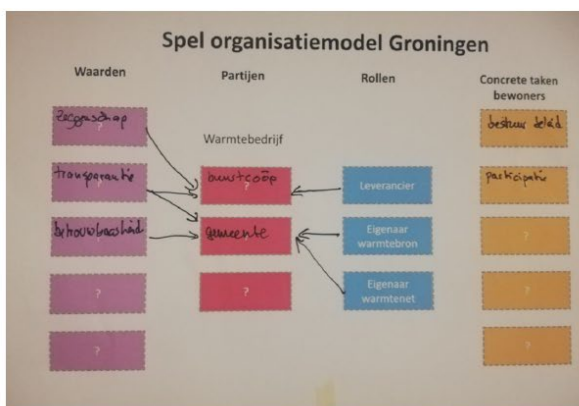 Spel organisatiemodel Groningen
Waarden
Partijen
Rollen
Concrete taken
bewoners
Warmtebedrijf
zeggenschap
?
transparantie
?
betrouwbaarheid
?
?
?
buurtcoöp
?
gemeente
?
Leverancier
Eigenaar
warmtebron
Eigenaar
warmtenet
bestuur beleid
participatie
?
?
?